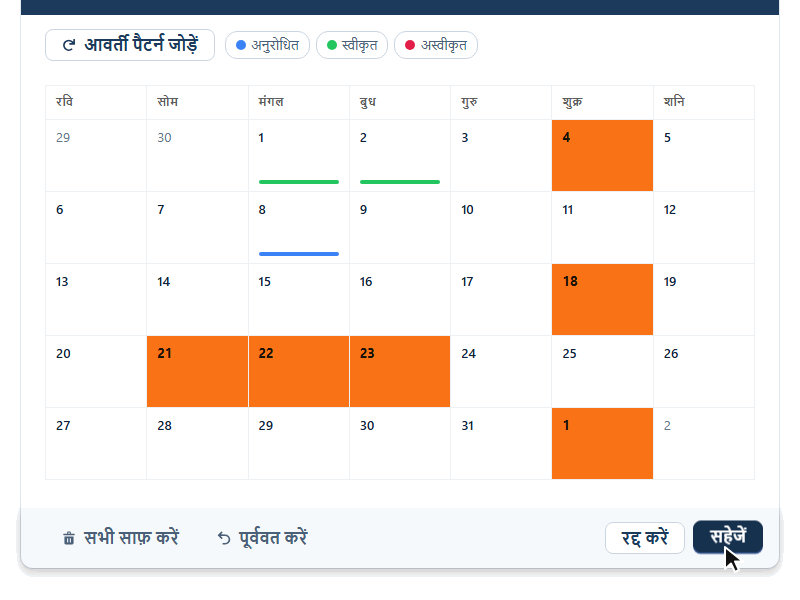 आवर्ती पैटर्न जोड़ें अनुरोधित स्वीकृत अस्वीकृत
रवि सोम मंगल बुध गुरु शुक्र शनि
29 30 1 2 3 4 5
6 7 8 9 10 11 12
13 14 15 16 17 18 19
20 21 22 23 24 25 26
27 28 29 30 31 1 2
सभी साफ़ करें पूर्ववत करें रद्द करें सहेजें